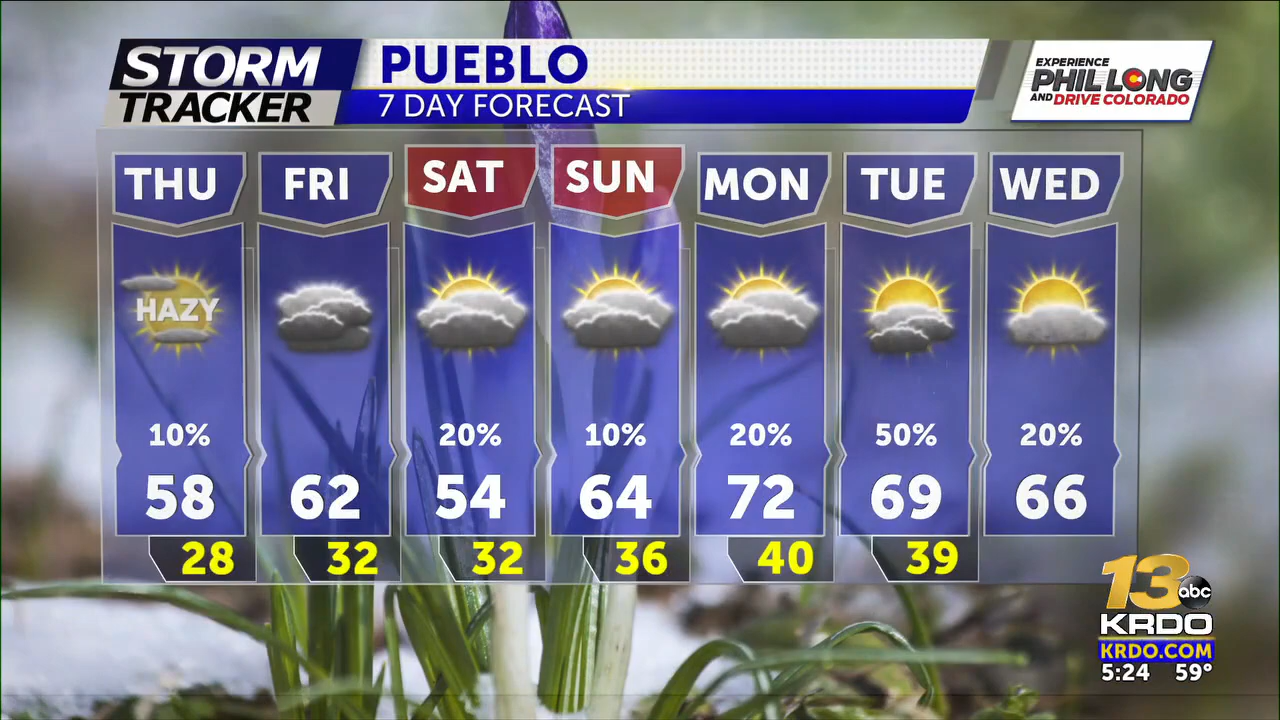 STORM TRACKER
PUEBLO
7 DAY FORECAST
EXPERIENCE
PHIL LONG
AND DRIVE COLORADO
THU FRI SAT SUN MON TUE WED
HAZY
10% 20% 10% 20% 50% 20%
58 62 54 64 72 69 66
28 32 32 36 40 39
13 abc
KRDO
KRDO.COM
5:24 59°